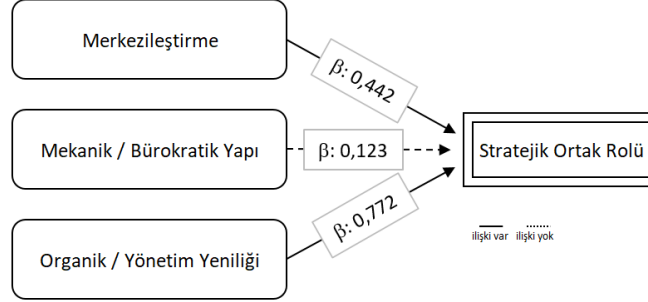 Merkezileştirme
β: 0,442
Mekanik / Bürokratik Yapı
β: 0,123
Stratejik Ortak Rolü
β: 0,772
Organik / Yönetim Yeniliği
ilişki var ilişki yok